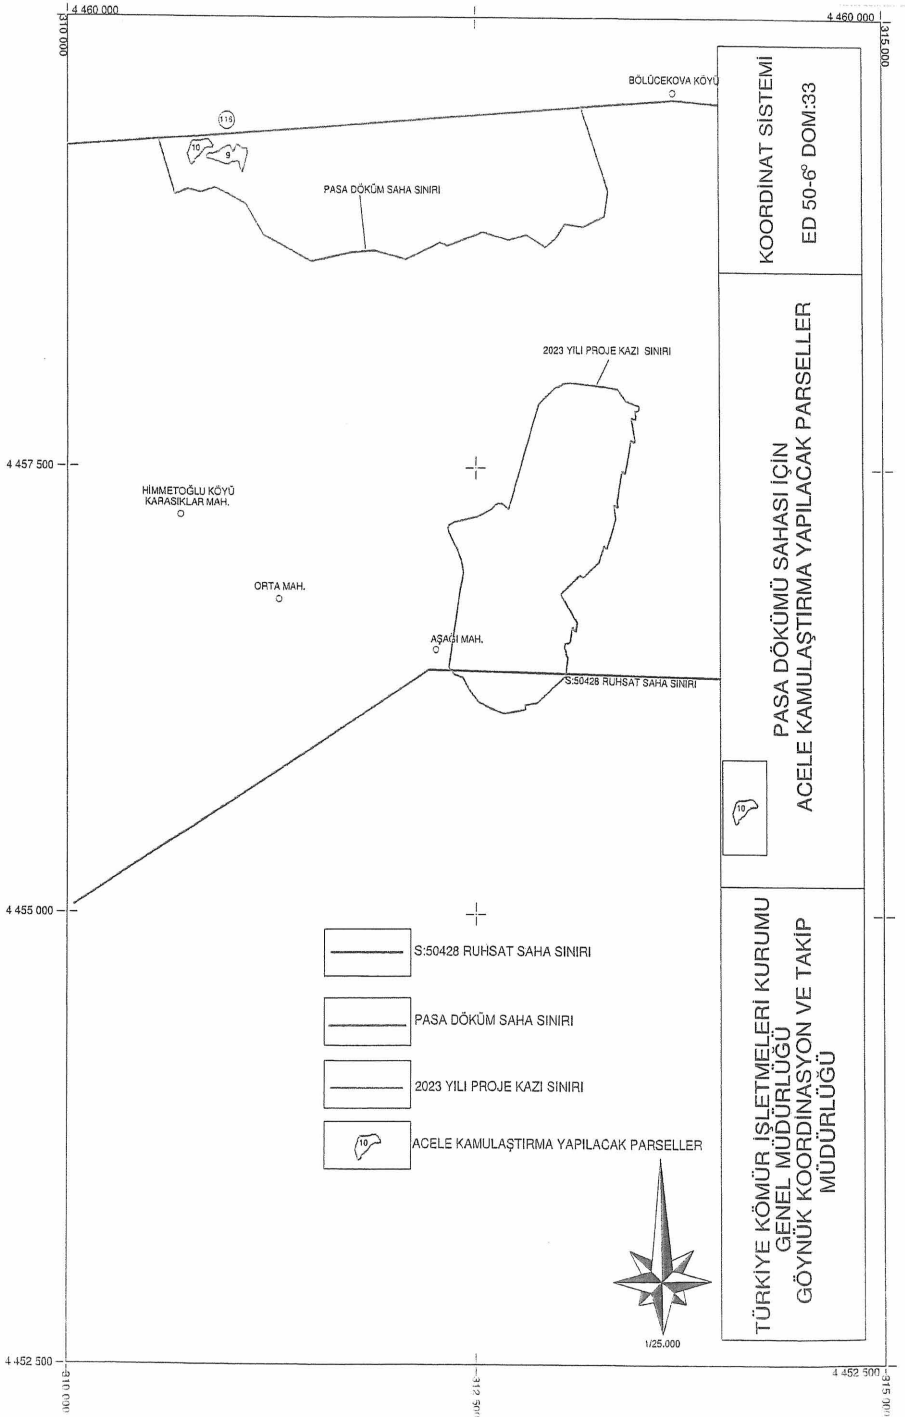 4 460 000
4 460 000
310 000
315 000
BÖLÜCEKOVA KÖYÜ
115
10
9
PASA DÖKÜM SAHA SINIRI
KOORDİNAT SİSTEMİ
ED 50-6° DOM:33
2023 YILI PROJE KAZI SINIRI
4 457 500
HİMMETOĞLU KÖYÜ
KARASIKLAR MAH.
ORTA MAH.
AŞAĞI MAH.
S:50428 RUHSAT SAHA SINIRI
PASA DÖKÜMÜ SAHASI İÇİN
ACELE KAMULAŞTIRMA YAPILACAK PARSELLER
10
4 455 000
S:50428 RUHSAT SAHA SINIRI
PASA DÖKÜM SAHA SINIRI
2023 YILI PROJE KAZI SINIRI
10
ACELE KAMULAŞTIRMA YAPILACAK PARSELLER
TÜRKİYE KÖMÜR İŞLETMELERİ KURUMU
GENEL MÜDÜRLÜĞÜ
GÖYNÜK KOORDİNASYON VE TAKİP
MÜDÜRLÜĞÜ
1/25.000
4 452 500
4 452 500
310 000
312 500
315 000